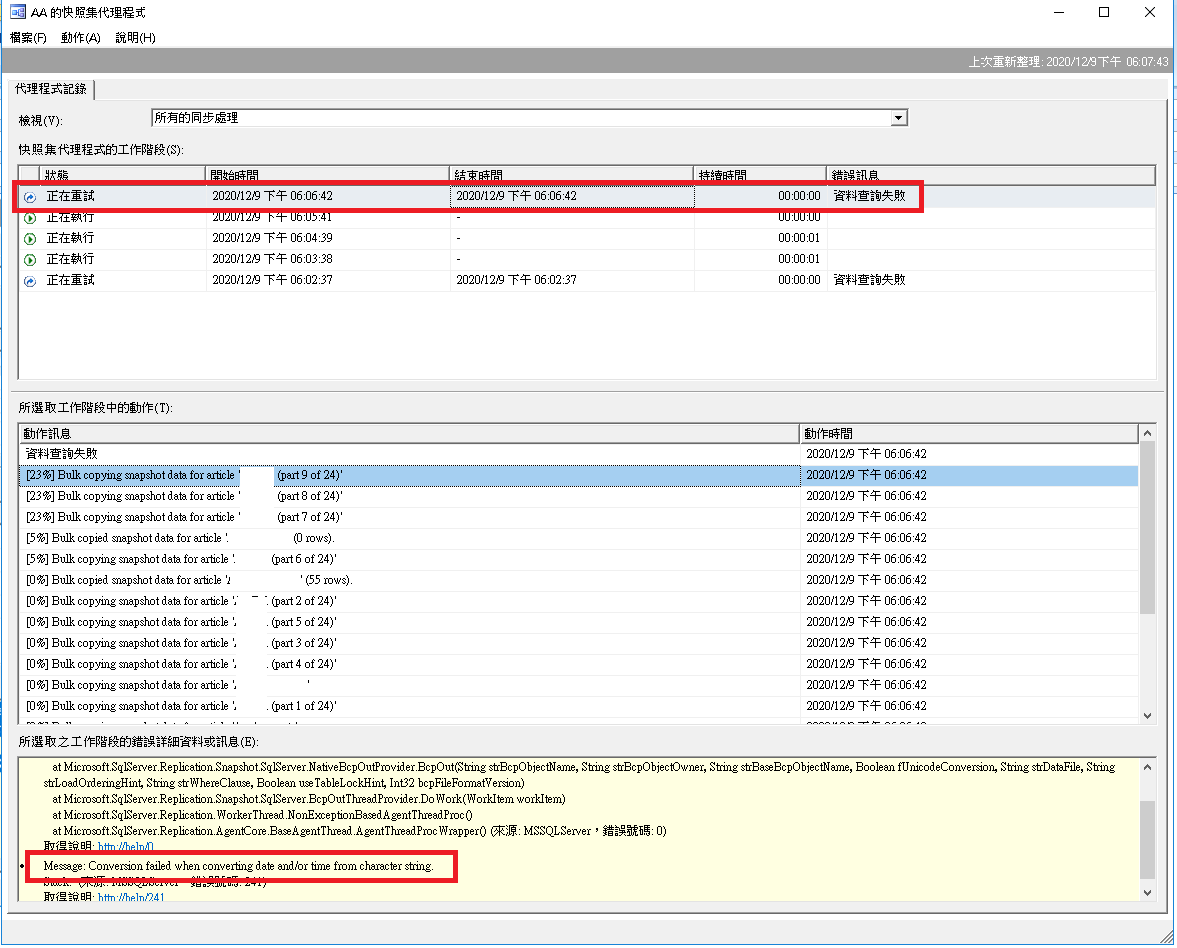 AA 的快照集代理程式
檔案(F) 動作(A) 說明(H)
上次重新整理: 2020/12/9下午 06:07:43
代理程式記錄
檢視(V): 所有的同步處理
快照集代理程式的工作階段(S):
狀態 開始時間 結束時間 持續時間 錯誤訊息
正在重試 2020/12/9 下午 06:06:42 2020/12/9 下午 06:06:42 00:00:00 資料查詢失敗
正在執行 2020/12/9 下午 06:05:41 - 00:00:00
正在執行 2020/12/9 下午 06:04:39 - 00:00:01
正在執行 2020/12/9 下午 06:03:38 - 00:00:01
正在重試 2020/12/9 下午 06:02:37 2020/12/9 下午 06:02:37 00:00:00 資料查詢失敗
所選取工作階段中的動作(T):
動作訊息 動作時間
資料查詢失敗 2020/12/9 下午 06:06:42
[23%] Bulk copying snapshot data for article ' (part 9 of 24)' 2020/12/9 下午 06:06:42
[23%] Bulk copying snapshot data for article ' (part 8 of 24)' 2020/12/9 下午 06:06:42
[23%] Bulk copying snapshot data for article ' (part 7 of 24)' 2020/12/9 下午 06:06:42
[5%] Bulk copied snapshot data for article '. (0 rows). 2020/12/9 下午 06:06:42
[5%] Bulk copying snapshot data for article '. (part 6 of 24)' 2020/12/9 下午 06:06:42
[0%] Bulk copied snapshot data for article ' ' (55 rows). 2020/12/9 下午 06:06:42
[0%] Bulk copying snapshot data for article ' (part 2 of 24)' 2020/12/9 下午 06:06:42
[0%] Bulk copying snapshot data for article ' (part 5 of 24)' 2020/12/9 下午 06:06:42
[0%] Bulk copying snapshot data for article ' (part 3 of 24)' 2020/12/9 下午 06:06:42
[0%] Bulk copying snapshot data for article ' (part 4 of 24)' 2020/12/9 下午 06:06:42
[0%] Bulk copying snapshot data for article ' ' 2020/12/9 下午 06:06:42
[0%] Bulk copying snapshot data for article ' (part 1 of 24)' 2020/12/9 下午 06:06:42
所選取之工作階段的錯誤詳細資料或訊息(E):
at Microsoft.SqlServer.Replication.Snapshot.SqlServer.NativeBcpOutProvider.BcpOut(String strBcpObjectName, String strBcpObjectOwner, String strBaseBcpObjectName, Boolean fUnicodeConversion, String strDataFile, String
strLoadOrderingHint, String strWhereClause, Boolean useTableLockHint, Int32 bcpFileFormatVersion)
at Microsoft.SqlServer.Replication.Snapshot.SqlServer.BcpOutThreadProvider.DoWork(WorkItem workItem)
at Microsoft.SqlServer.Replication.WorkerThread.NonExceptionBasedAgentThreadProc()
at Microsoft.SqlServer.Replication.AgentCore.BaseAgentThread.AgentThreadProcWrapper() (來源: MSSQLServer，錯誤號碼: 0)
取得說明: http://help/0
Message: Conversion failed when converting date and/or time from character string.
Stack: (來源: MSSQLServer，錯誤號碼: 241)
取得說明: http://help/241